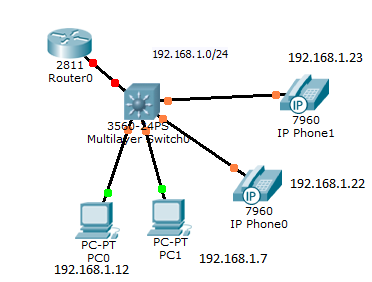 192.168.1.0/24
2811
Router0
192.168.1.23
3560-24PS
Multilayer Switch0
IP
7960
IP Phone1
IP
192.168.1.22
7960
IP Phone0
PC-PT
PC0
PC-PT
PC1
192.168.1.12
192.168.1.7